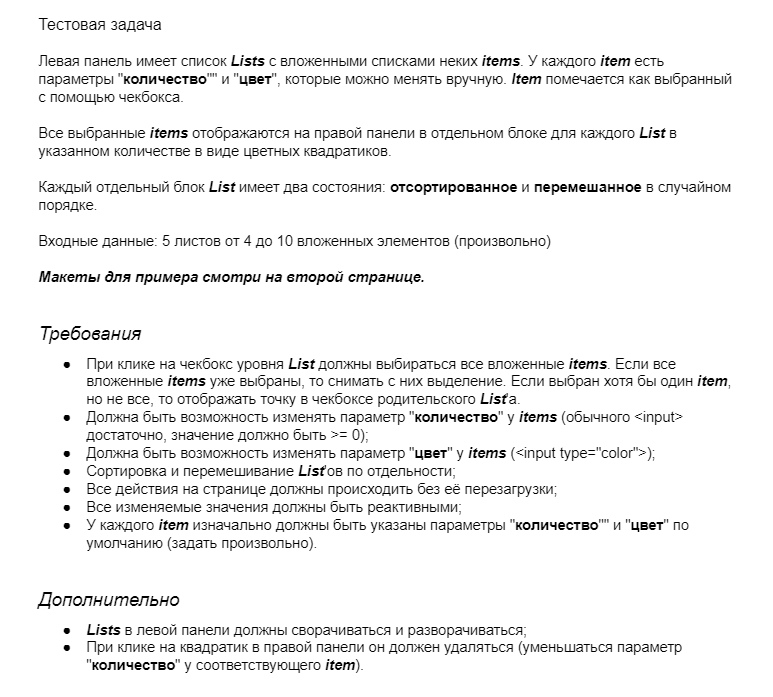 Тестовая задача
Левая панель имеет список Lists с вложенными списками неких items. У каждого item есть
параметры "количество"" и "цвет", которые можно менять вручную. Item помечается как выбранный
с помощью чекбокса.
Все выбранные items отображаются на правой панели в отдельном блоке для каждого List в
указанном количестве в виде цветных квадратиков.
Каждый отдельный блок List имеет два состояния: отсортированное и перемешанное в случайном
порядке.
Входные данные: 5 листов от 4 до 10 вложенных элементов (произвольно)
Макеты для примера смотри на второй странице.
Требования
● При клике на чекбокс уровня List должны выбираться все вложенные items. Если все
вложенные items уже выбраны, то снимать с них выделение. Если выбран хотя бы один item,
но не все, то отображать точку в чекбоксе родительского List'а.
● Должна быть возможность изменять параметр "количество" у items (обычного <input>
достаточно, значение должно быть >= 0);
● Должна быть возможность изменять параметр "цвет" у items (<input type="color">);
● Сортировка и перемешивание List'ов по отдельности;
● Все действия на странице должны происходить без её перезагрузки;
● Все изменяемые значения должны быть реактивными;
● У каждого item изначально должны быть указаны параметры "количество"" и "цвет" по
умолчанию (задать произвольно).
Дополнительно
● Lists в левой панели должны сворачиваться и разворачиваться;
● При клике на квадратик в правой панели он должен удаляться (уменьшаться параметр
"количество" у соответствующего item).